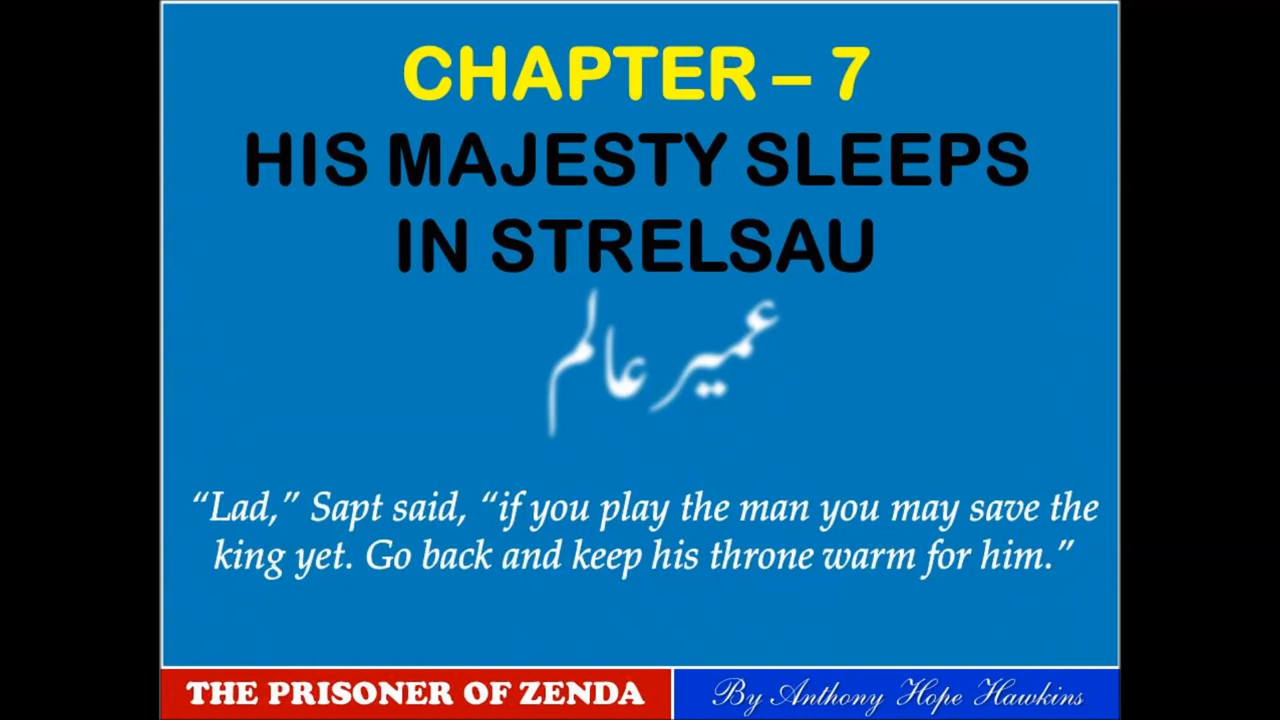 CHAPTER – 7
HIS MAJESTY SLEEPS
IN STRELSAU
عمیر عالم
“Lad,” Sapt said, “if you play the man you may save the
king yet. Go back and keep his throne warm for him.”
THE PRISONER OF ZENDA
By Anthony Hope Hawkins